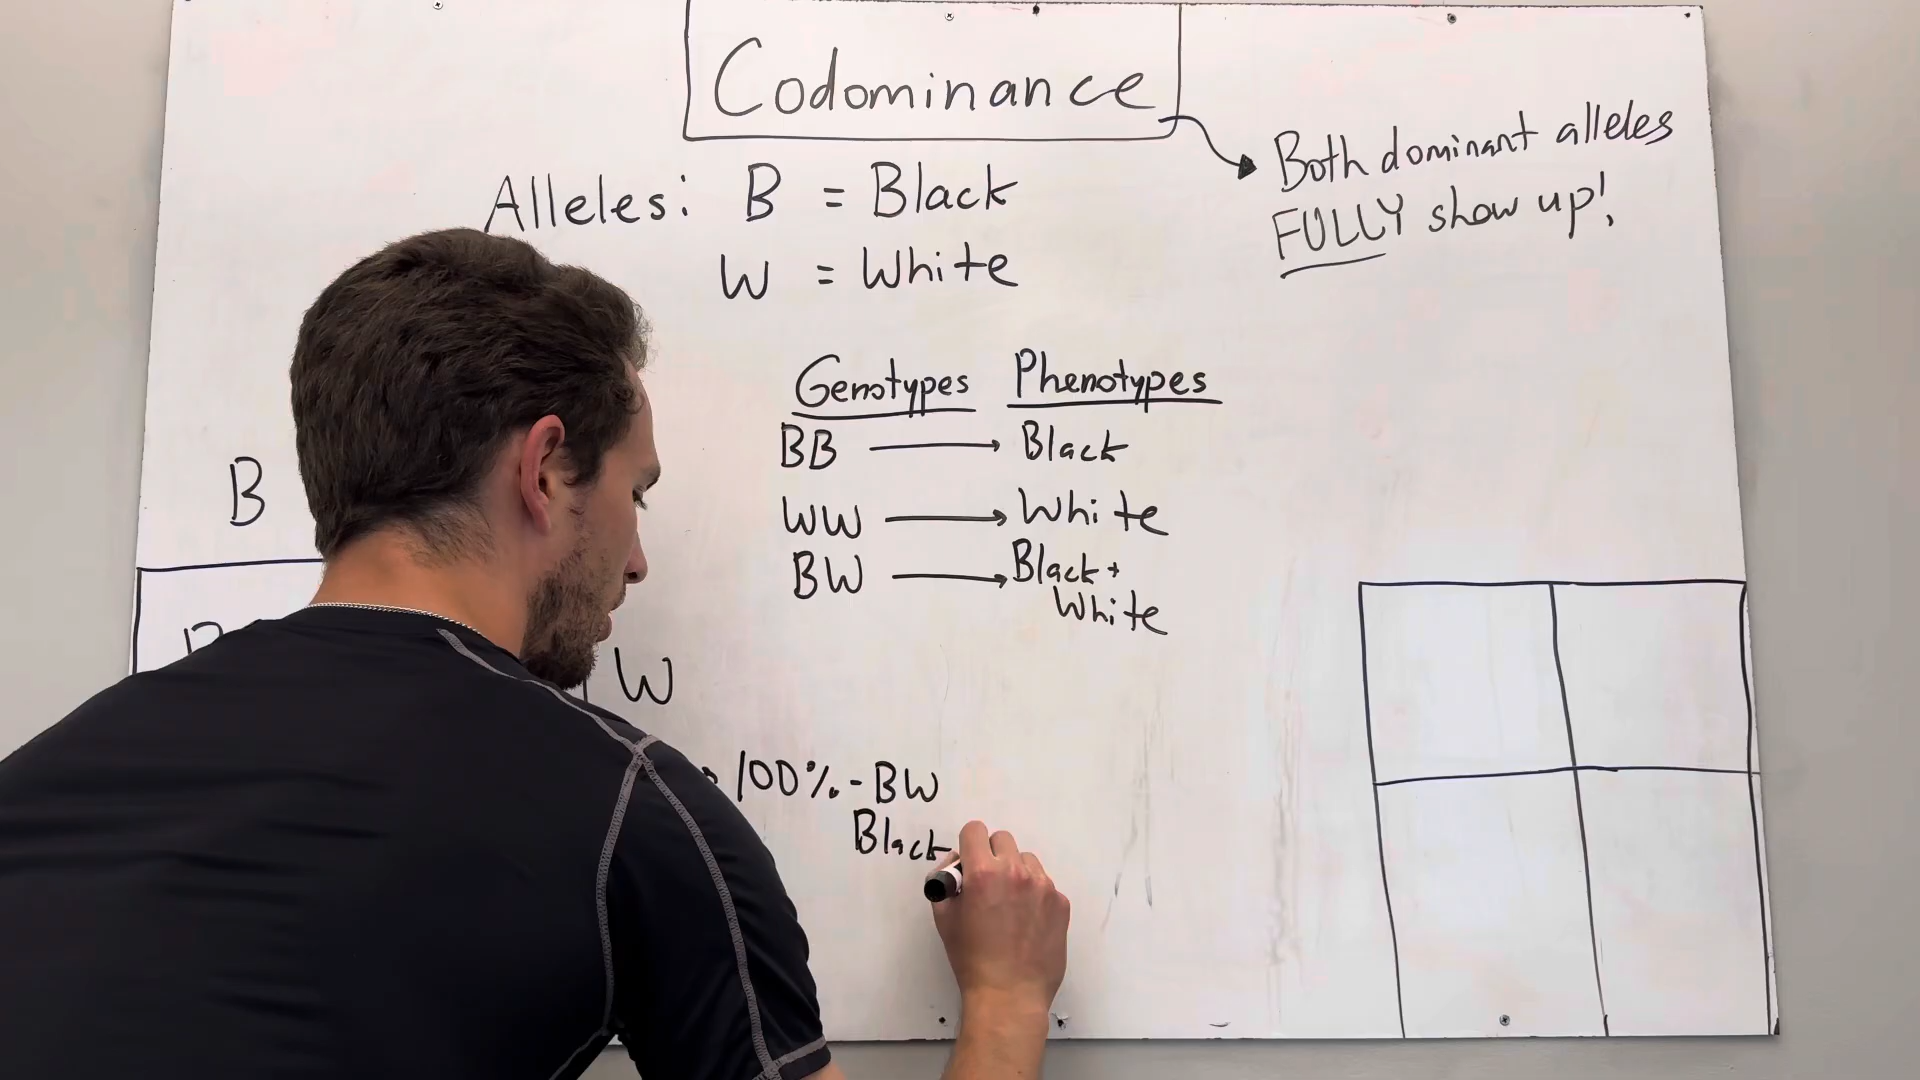 Codominance
Both dominant alleles
FULLY show up!
Alleles: B = Black
W = White
Genotypes Phenotypes
BB → Black
WW → White
BW → Black +
White
B
W
100% - BW
Black